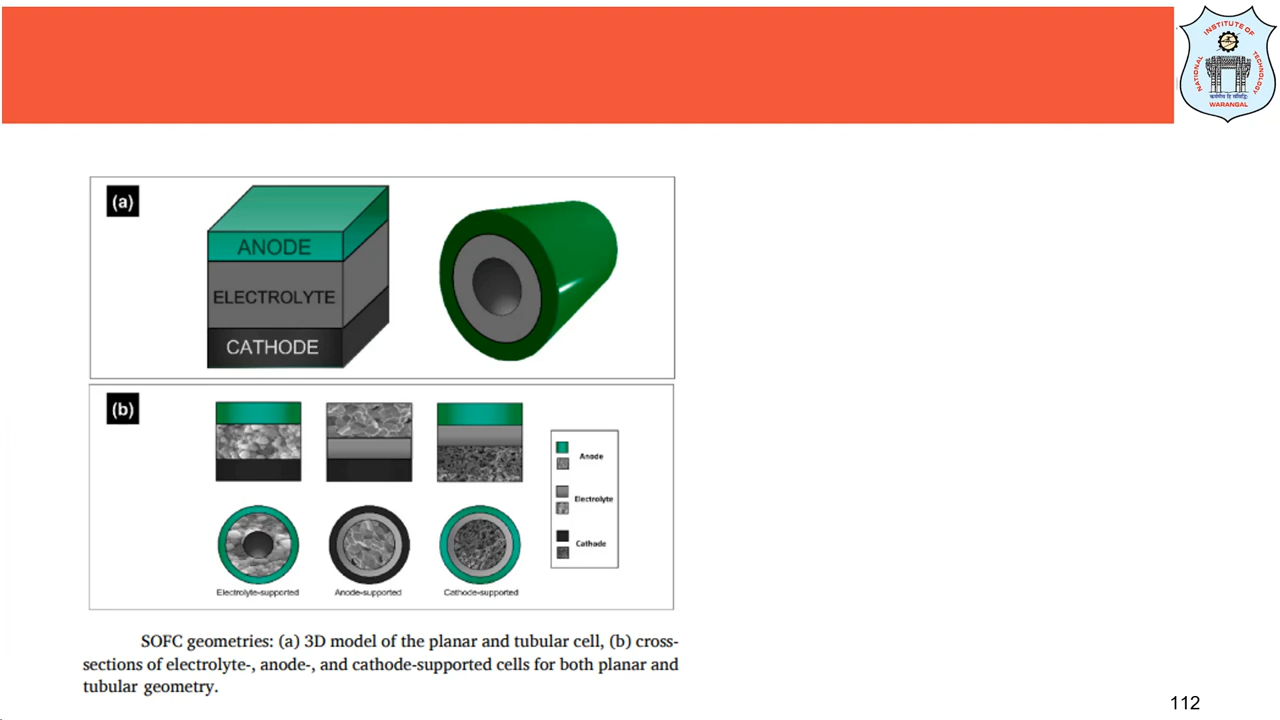 INSTITUTE OF
NATIONAL
TECHNOLOGY
WARANGAL
(a)
ANODE
ELECTROLYTE
CATHODE
(b)
Anode
Electrolyte
Cathode
Electrolyte-supported
Anode-supported
Cathode-supported
SOFC geometries: (a) 3D model of the planar and tubular cell, (b) cross-
sections of electrolyte-, anode-, and cathode-supported cells for both planar and
tubular geometry.
112